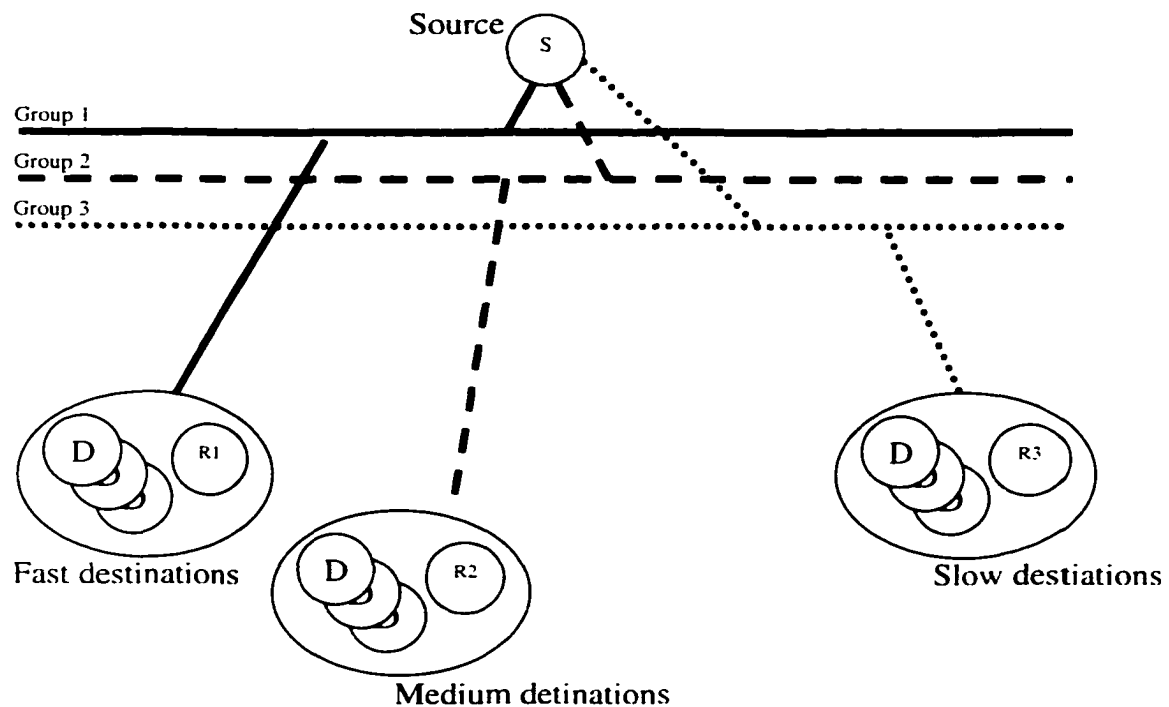 Source
S
Group 1
Group 2
Group 3
D
D
D
R1
Fast destinations
D
D
D
R2
Medium detinations
D
D
D
R3
Slow destiations